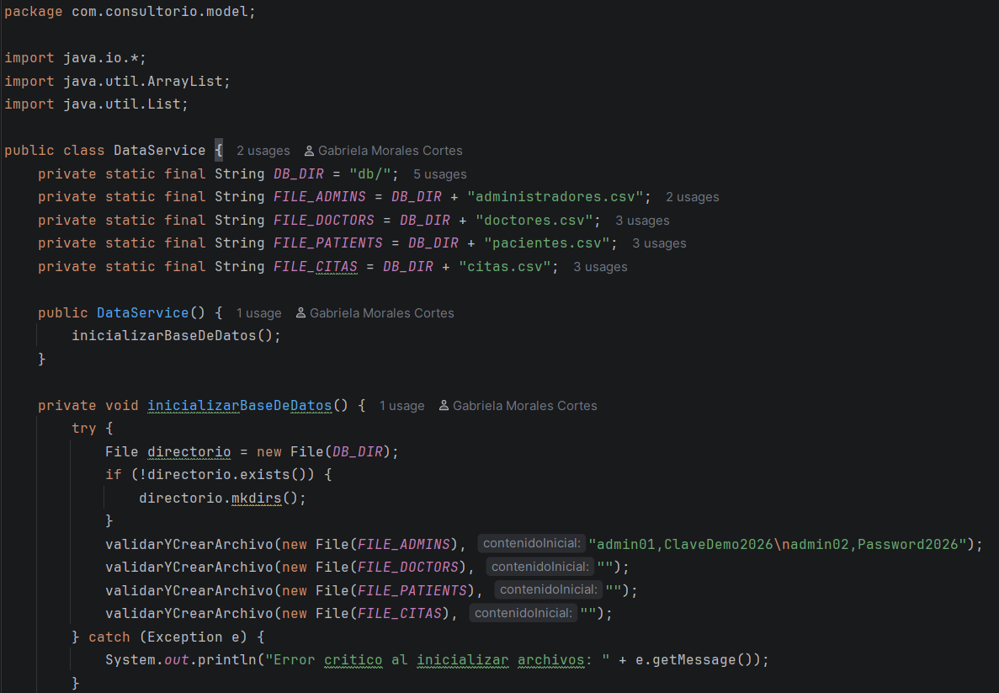 package com.consultorio.model;
import java.io.*;
import java.util.ArrayList;
import java.util.List;
public class DataService { 2 usages Gabriela Morales Cortes
private static final String DB_DIR = "db/"; 5 usages
private static final String FILE_ADMINS = DB_DIR + "administradores.csv"; 2 usages
private static final String FILE_DOCTORS = DB_DIR + "doctores.csv"; 3 usages
private static final String FILE_PATIENTS = DB_DIR + "pacientes.csv"; 3 usages
private static final String FILE_CITAS = DB_DIR + "citas.csv"; 3 usages
public DataService() { 1 usage Gabriela Morales Cortes
inicializarBaseDeDatos();
}
private void inicializarBaseDeDatos() { 1 usage Gabriela Morales Cortes
try {
File directorio = new File(DB_DIR);
if (!directorio.exists()) {
directorio.mkdirs();
}
validarYCrearArchivo(new File(FILE_ADMINS), contenidoInicial: "admin01,ClaveDemo2026\nadmin02,Password2026");
validarYCrearArchivo(new File(FILE_DOCTORS), contenidoInicial: "");
validarYCrearArchivo(new File(FILE_PATIENTS), contenidoInicial: "");
validarYCrearArchivo(new File(FILE_CITAS), contenidoInicial: "");
} catch (Exception e) {
System.out.println("Error critico al inicializar archivos: " + e.getMessage());
}